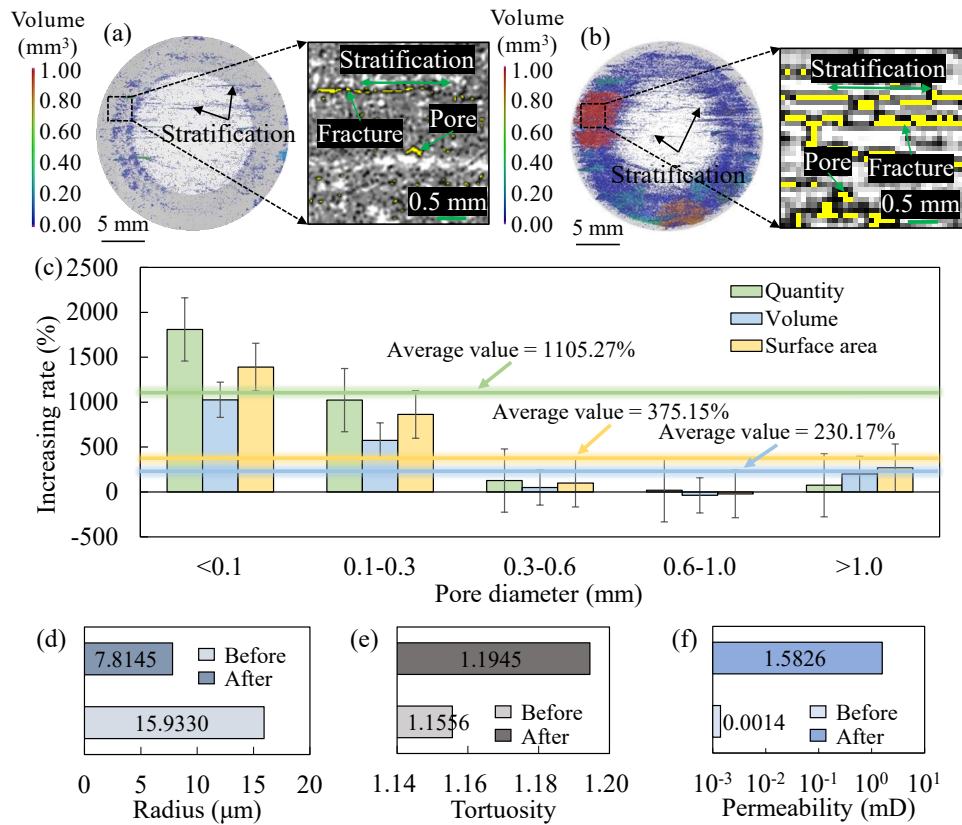 Volume
(mm³)
(a)
1.00
0.80
0.60
0.40
0.20
0.00
Stratification
5 mm
Stratification
Fracture
Pore
0.5 mm
Volume
(mm³)
(b)
1.00
0.80
0.60
0.40
0.20
0.00
Stratification
5 mm
Stratification
Pore
Fracture
0.5 mm
(c)
Increasing rate (%)
2500
2000
1500
1000
500
0
-500
Quantity
Volume
Surface area
Average value = 1105.27%
Average value = 375.15%
Average value = 230.17%
<0.1
0.1-0.3
0.3-0.6
0.6-1.0
>1.0
Pore diameter (mm)
(d)
7.8145
Before
After
15.9330
0
5
10
15
20
Radius (μm)
(e)
1.1945
1.1556
Before
After
1.14
1.16
1.18
1.20
Tortuosity
(f)
1.5826
0.0014
Before
After
10⁻³
10⁻²
10⁻¹
10⁰
10¹
Permeability (mD)